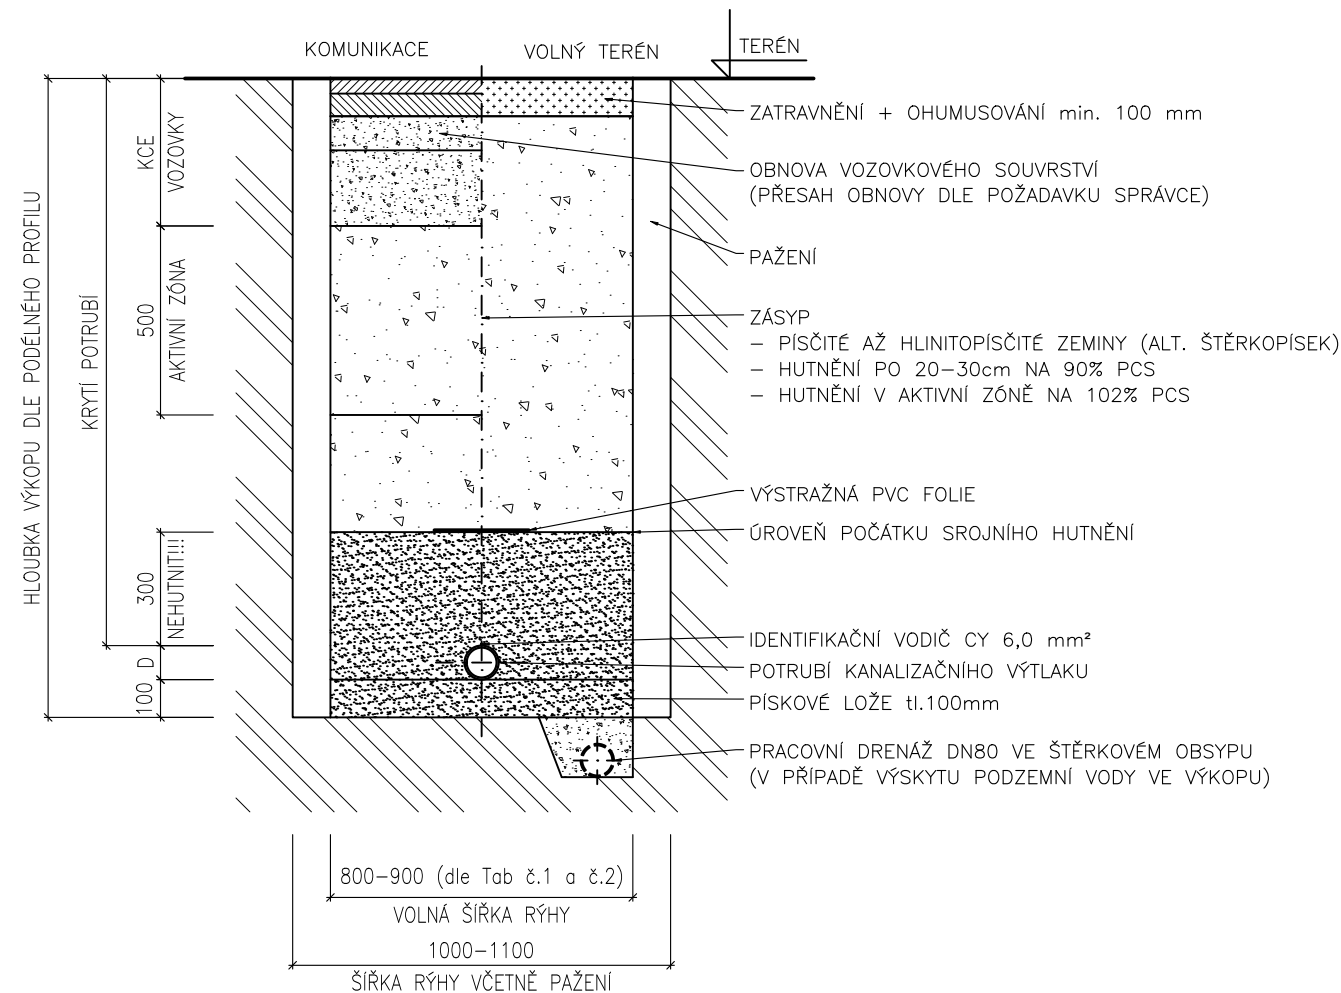 KOMUNIKACE
VOLNÝ TERÉN
TERÉN
ZATRAVNĚNÍ + OHUMUSOVÁNÍ min. 100 mm
OBNOVA VOZOVKOVÉHO SOUVRSTVÍ
(PŘESAH OBNOVY DLE POŽADAVKU SPRÁVCE)
PAŽENÍ
ZÁSYP
– PÍSČITÉ AŽ HLINITOPÍSČITÉ ZEMINY (ALT. ŠTĚRKOPÍSEK)
– HUTNĚNÍ PO 20–30cm NA 90% PCS
– HUTNĚNÍ V AKTIVNÍ ZÓNĚ NA 102% PCS
VÝSTRAŽNÁ PVC FOLIE
ÚROVEŇ POČÁTKU SROJNÍHO HUTNĚNÍ
IDENTIFIKAČNÍ VODIČ CY 6,0 mm²
POTRUBÍ KANALIZAČNÍHO VÝTLAKU
PÍSKOVÉ LOŽE tl.100mm
PRACOVNÍ DRENÁŽ DN80 VE ŠTĚRKOVÉM OBSYPU
(V PŘÍPADĚ VÝSKYTU PODZEMNÍ VODY VE VÝKOPU)
HLOUBKA VÝKOPU DLE PODÉLNÉHO PROFILU
KRYTÍ POTRUBÍ
KCE
VOZOVKY
500
AKTIVNÍ ZÓNA
300
NEHUTNIT!!!
D
100
800–900 (dle Tab č.1 a č.2)
VOLNÁ ŠÍŘKA RÝHY
1000–1100
ŠÍŘKA RÝHY VČETNĚ PAŽENÍ